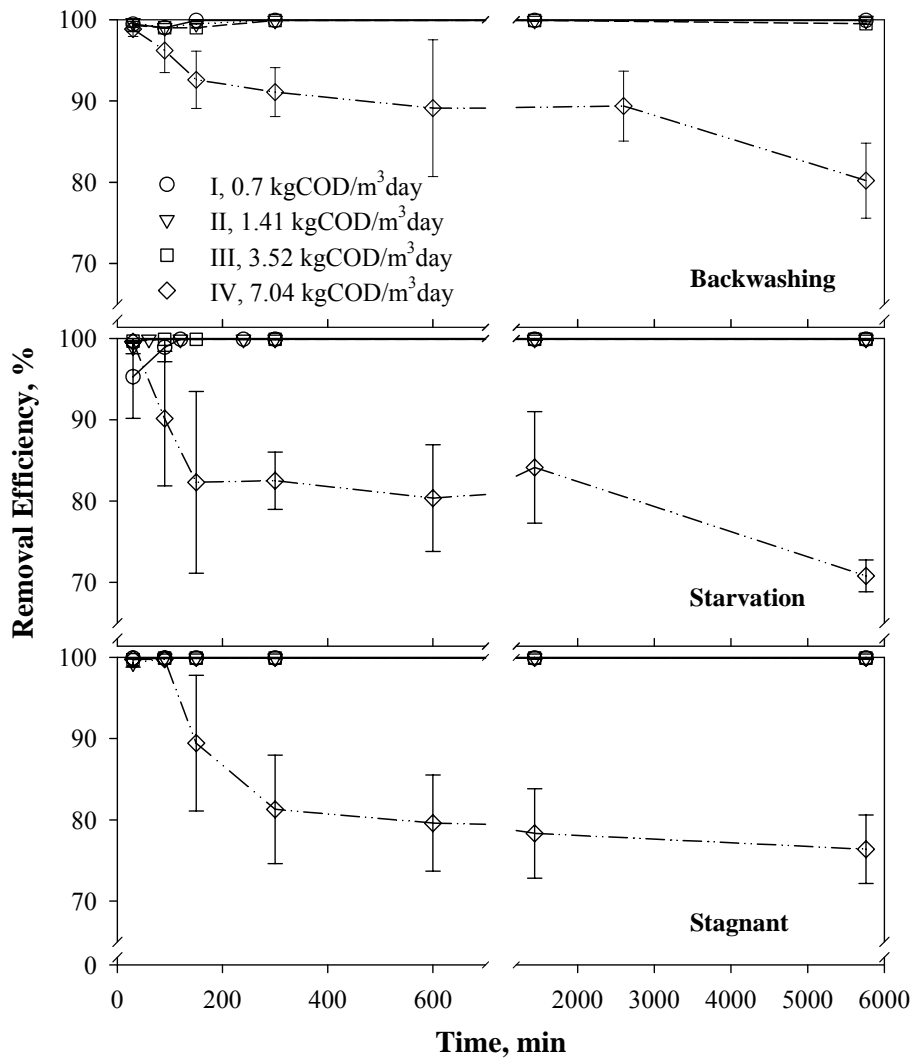 100
90
80
70
I, 0.7 kgCOD/m³day
II, 1.41 kgCOD/m³day
III, 3.52 kgCOD/m³day
IV, 7.04 kgCOD/m³day
Backwashing
100
90
80
70
Starvation
Removal Efficiency, %
100
90
80
70
0
Stagnant
0 200 400 600 2000 3000 4000 5000 6000
Time, min